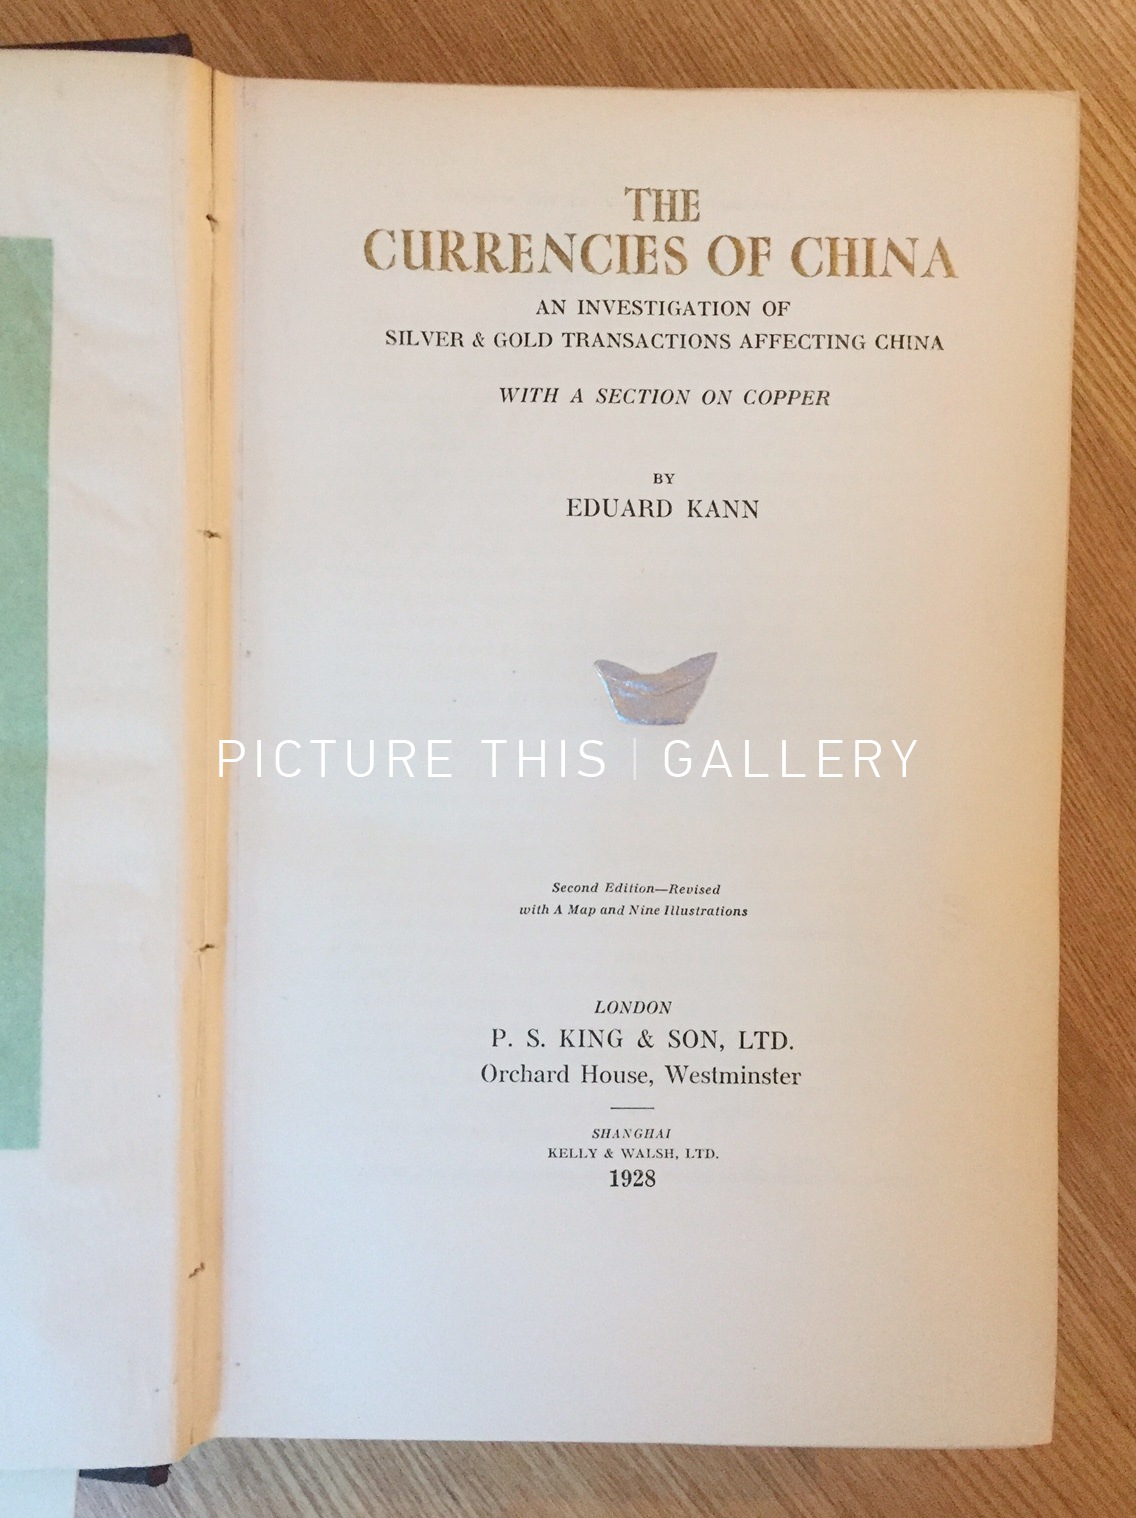 THE
CURRENCIES OF CHINA
AN INVESTIGATION OF
SILVER & GOLD TRANSACTIONS AFFECTING CHINA
WITH A SECTION ON COPPER
BY
EDUARD KANN
PICTURE THIS | GALLERY
Second Edition—Revised
with A Map and Nine Illustrations
LONDON
P. S. KING & SON, LTD.
Orchard House, Westminster
SHANGHAI
KELLY & WALSH, LTD.
1928